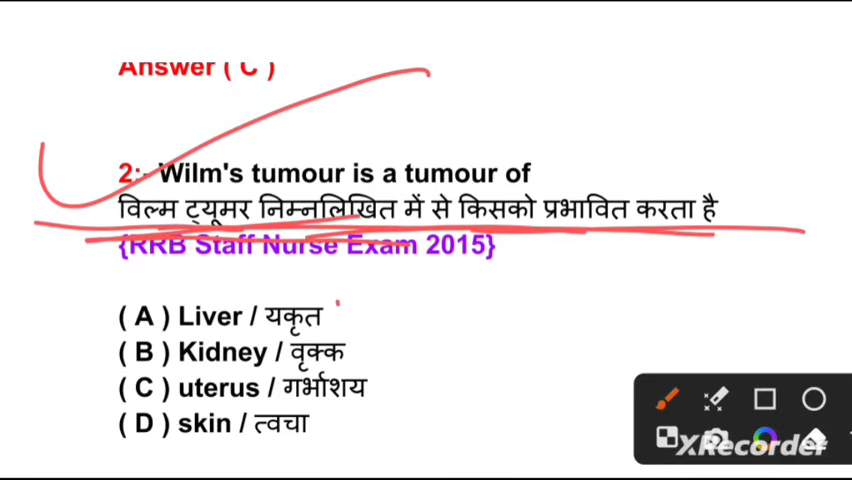 Answer ( C )
2:- Wilm's tumour is a tumour of
विल्म ट्यूमर निम्नलिखित में से किसको प्रभावित करता है
{RRB Staff Nurse Exam 2015}
( A ) Liver / यकृत
( B ) Kidney / वृक्क
( C ) uterus / गर्भाशय
( D ) skin / त्वचा
XRecorder